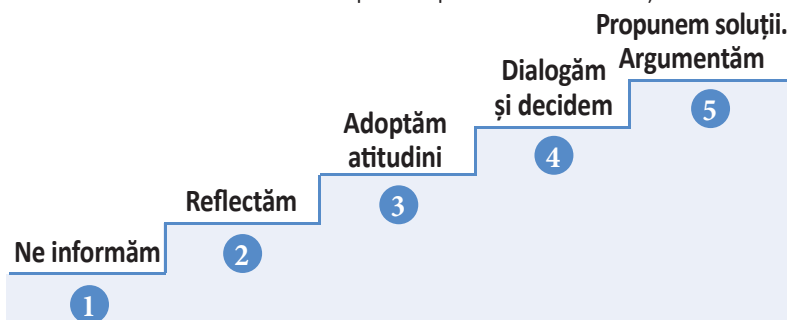 Propunem soluții.
Argumentăm
5
Dialogăm
și decidem
4
Adoptăm
atitudini
3
Reflectăm
2
Ne informăm
1